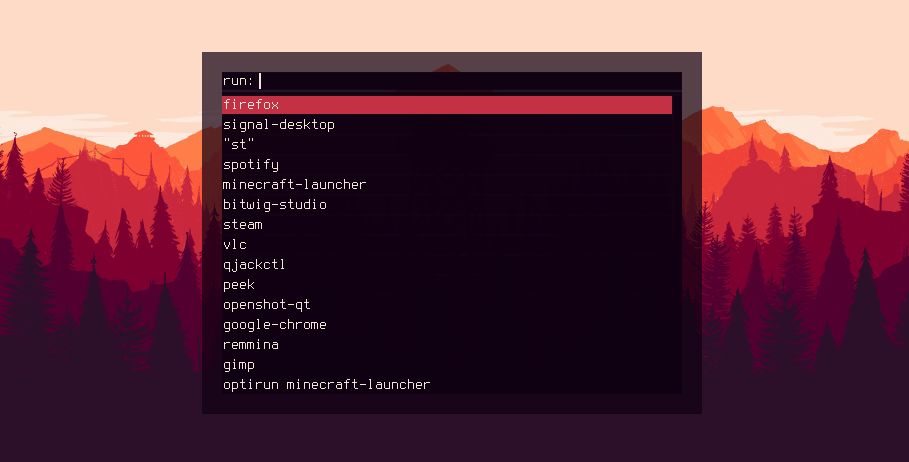 run:
firefox
signal-desktop
"st"
spotify
minecraft-launcher
bitwig-studio
steam
vlc
qjackctl
peek
openshot-qt
google-chrome
remmina
gimp
optirun minecraft-launcher